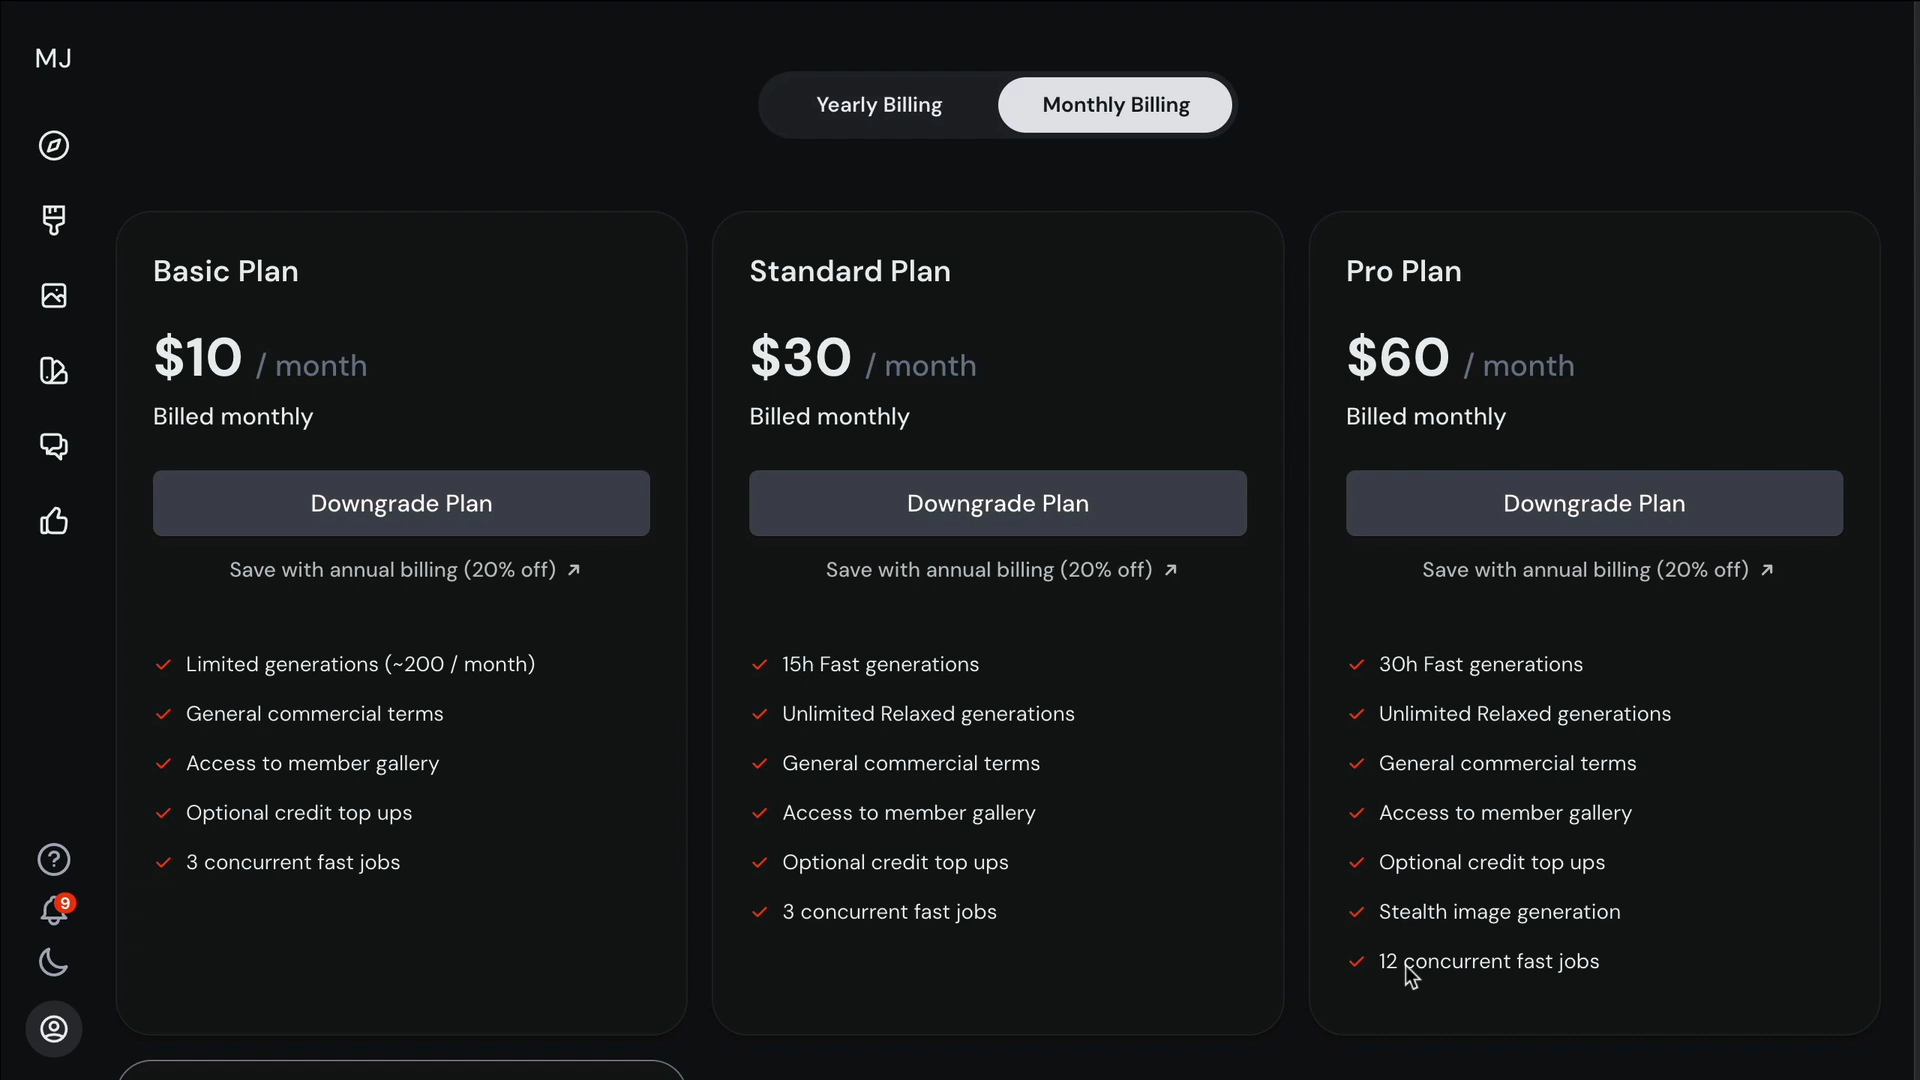 MJ
Yearly Billing
Monthly Billing
Basic Plan
$10 / month
Billed monthly
Downgrade Plan
Save with annual billing (20% off)
Limited generations (~200 / month)
General commercial terms
Access to member gallery
Optional credit top ups
3 concurrent fast jobs
Standard Plan
$30 / month
Billed monthly
Downgrade Plan
Save with annual billing (20% off)
15h Fast generations
Unlimited Relaxed generations
General commercial terms
Access to member gallery
Optional credit top ups
3 concurrent fast jobs
Pro Plan
$60 / month
Billed monthly
Downgrade Plan
Save with annual billing (20% off)
30h Fast generations
Unlimited Relaxed generations
General commercial terms
Access to member gallery
Optional credit top ups
Stealth image generation
12 concurrent fast jobs
?
9